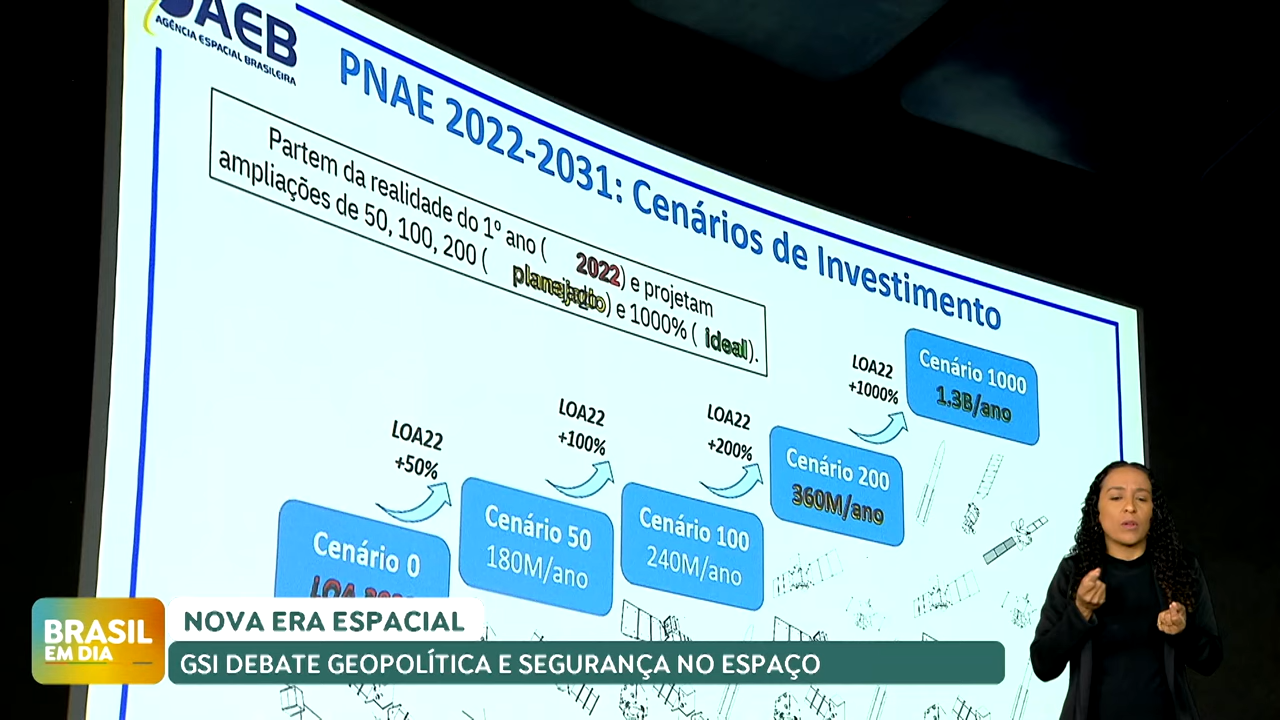 AEB
AGÊNCIA ESPACIAL BRASILEIRA
PNAE 2022-2031: Cenários de Investimento
Partem da realidade do 1º ano ( 2022) e projetam
ampliações de 50, 100, 200 ( planejado) e 1000% ( ideal).
LOA22
+1000%
Cenário 1000
1.3B/ano
LOA22
+200%
Cenário 200
360M/ano
LOA22
+100%
Cenário 100
240M/ano
LOA22
+50%
Cenário 50
180M/ano
Cenário 0
BRASIL
EM DIA
NOVA ERA ESPACIAL
GSI DEBATE GEOPOLÍTICA E SEGURANÇA NO ESPAÇO